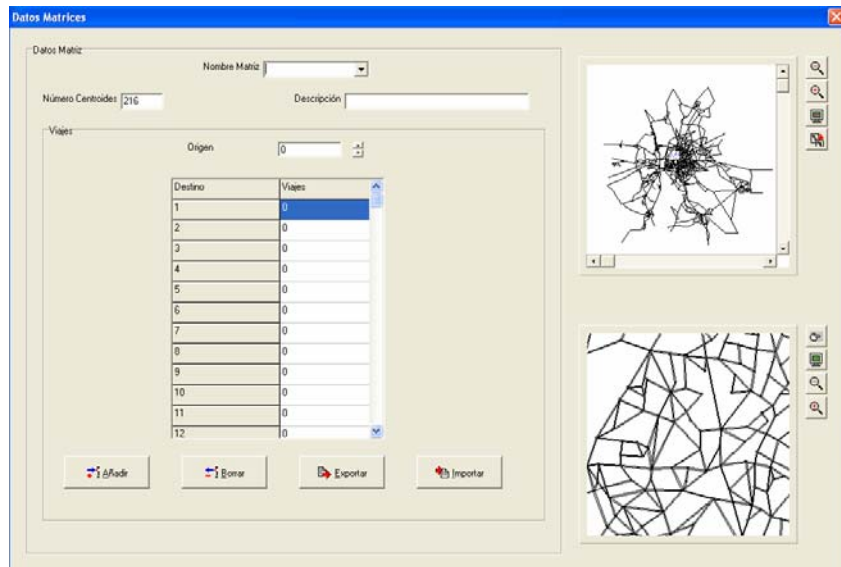 Datos Matrices
Datos Matriz
Nombre Matriz
Número Centroides 216
Descripción
Viajes
Origen 0
Destino Viajes
1 0
2 0
3 0
4 0
5 0
6 0
7 0
8 0
9 0
10 0
11 0
12 0
Añadir Borrar Exportar Importar